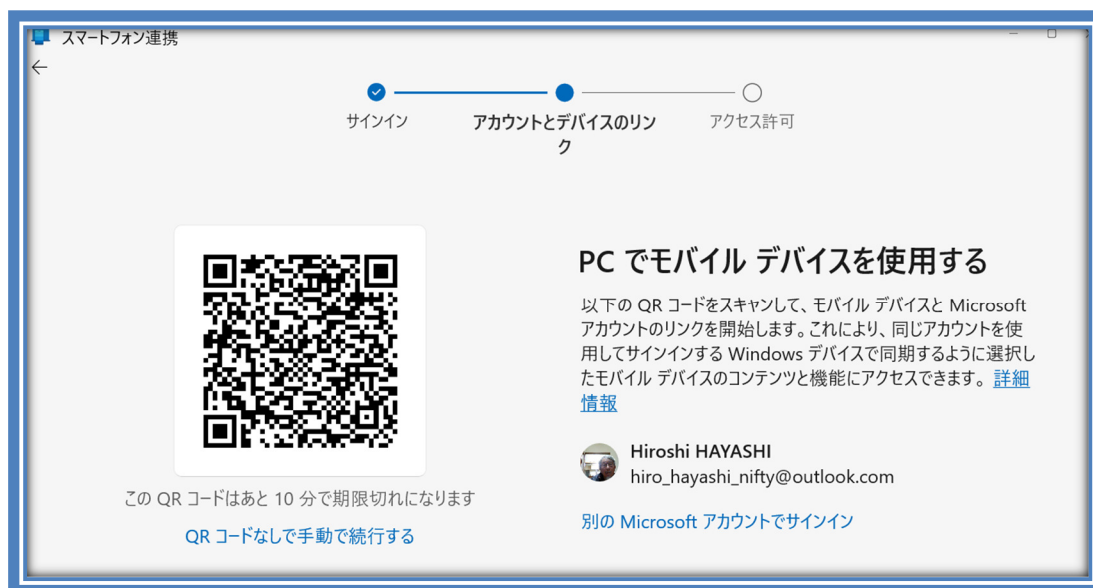 スマートフォン連携
サインイン
アカウントとデバイスのリン
ク
アクセス許可
PC でモバイル デバイスを使用する
以下の QR コードをスキャンして、モバイル デバイスと Microsoft
アカウントのリンクを開始します。これにより、同じアカウントを使
用してサインインする Windows デバイスで同期するように選択し
たモバイル デバイスのコンテンツと機能にアクセスできます。 詳細
情報
Hiroshi HAYASHI
hiro_hayashi_nifty@outlook.com
別の Microsoft アカウントでサインイン
この QR コードはあと 10 分で期限切れになります
QR コードなしで手動で続行する